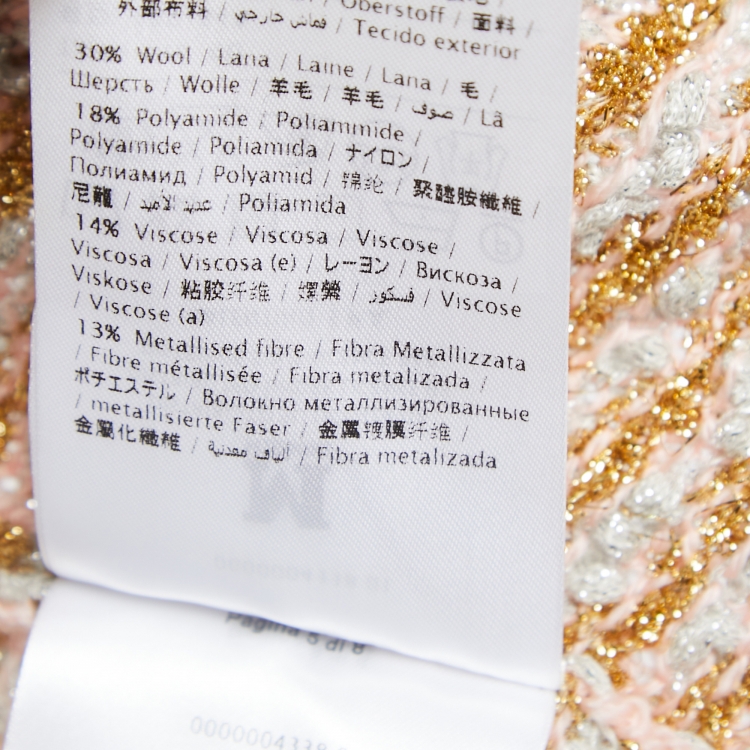 Oberstoff / 面料 /
外部布料 / قماش خارجي / Tecido exterior
30% Wool / Lana / Laine / Lana / 毛 /
Шерсть / Wolle / 羊毛 / 羊毛 / صوف / Lã
18% Polyamide / Poliammide /
Polyamide / Poliamida / ナイロン /
Полиамид / Polyamid / 锦纶 / 聚醯胺纖維 /
尼龍 / عديد الأميد / Poliamida
14% Viscose / Viscosa / Viscose /
Viscosa / Viscosa (e) / レーヨン / Вискоза /
Viskose / 粘胶纤维 / 嫘縈 / فسكوز / Viscose
/ Viscose (a)
13% Metallised fibre / Fibra Metallizzata
/ Fibre métallisée / Fibra metalizada /
ポチエステル / Волокно металлизированные
/ metallisierte Faser / 金属镀膜纤维 /
金屬化纖維 / ألياف معدنية / Fibra metalizada
M
Pagina 8 di 8
0000004339